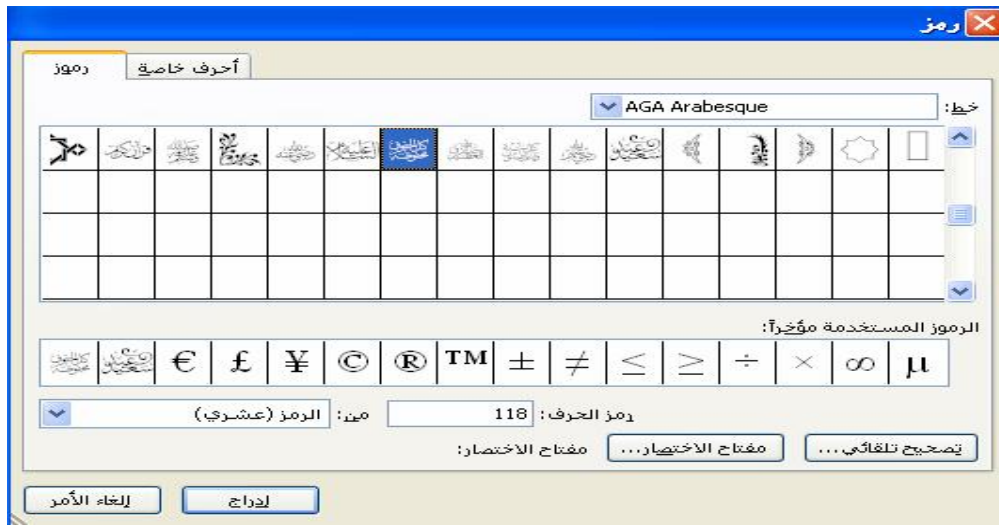 رمز
رموز
أحرف خاصة
خط: AGA Arabesque
الرموز المستخدمة مؤخراً:
€ £ ¥ © ® TM ± ≠ ≤ ≥ ÷ × ∞ µ
رمز الحرف: 118 من: الرمز (عشري)
تصحيح تلقائي... مفتاح الاختصار... مفتاح الاختصار:
إدراج إلغاء الأمر